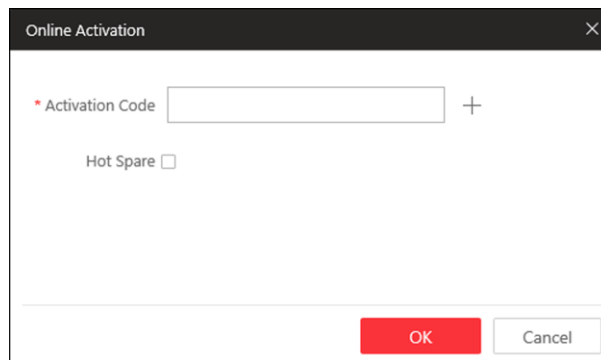 Online Activation
* Activation Code
Hot Spare
OK Cancel